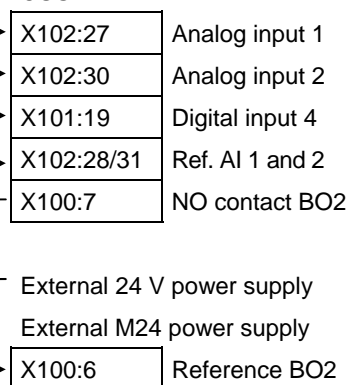 X102:27 Analog input 1
X102:30 Analog input 2
X101:19 Digital input 4
X102:28/31 Ref. AI 1 and 2
X100:7 NO contact BO2
External 24 V power supply
External M24 power supply
X100:6 Reference BO2